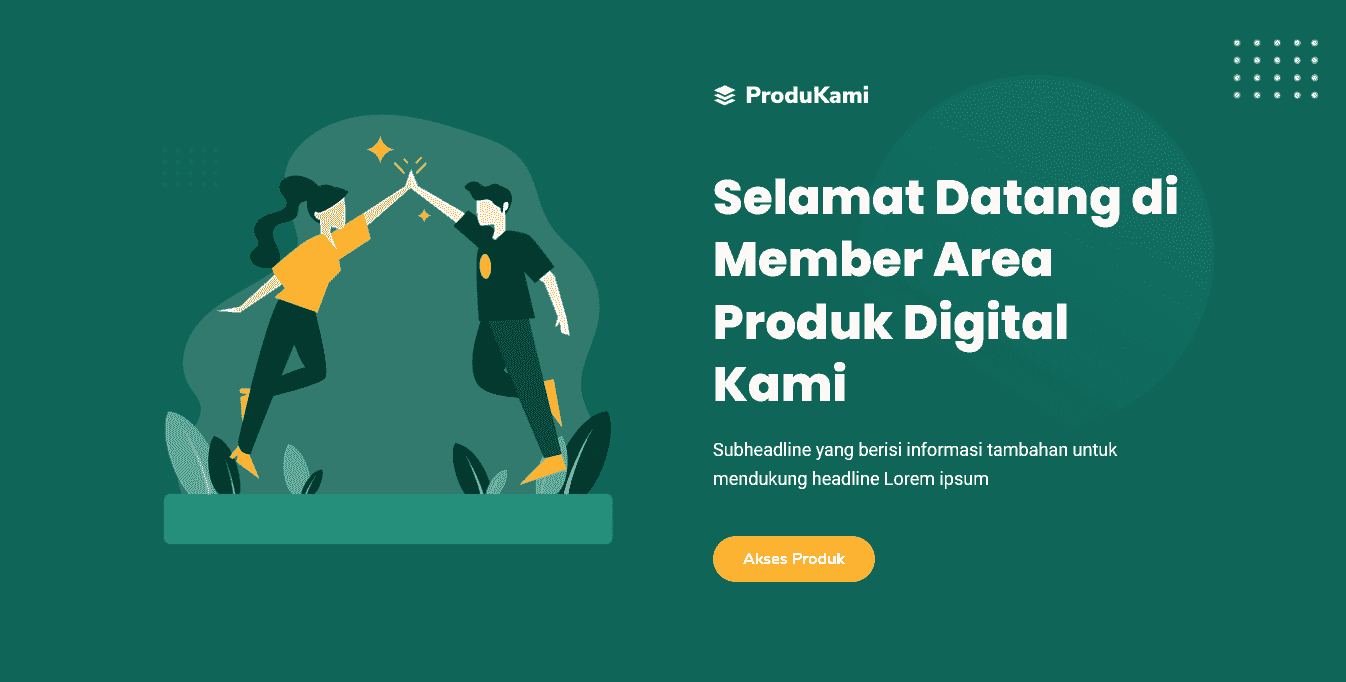 ProduKami
Selamat Datang di
Member Area
Produk Digital
Kami
Subheadline yang berisi informasi tambahan untuk
mendukung headline Lorem ipsum
Akses Produk